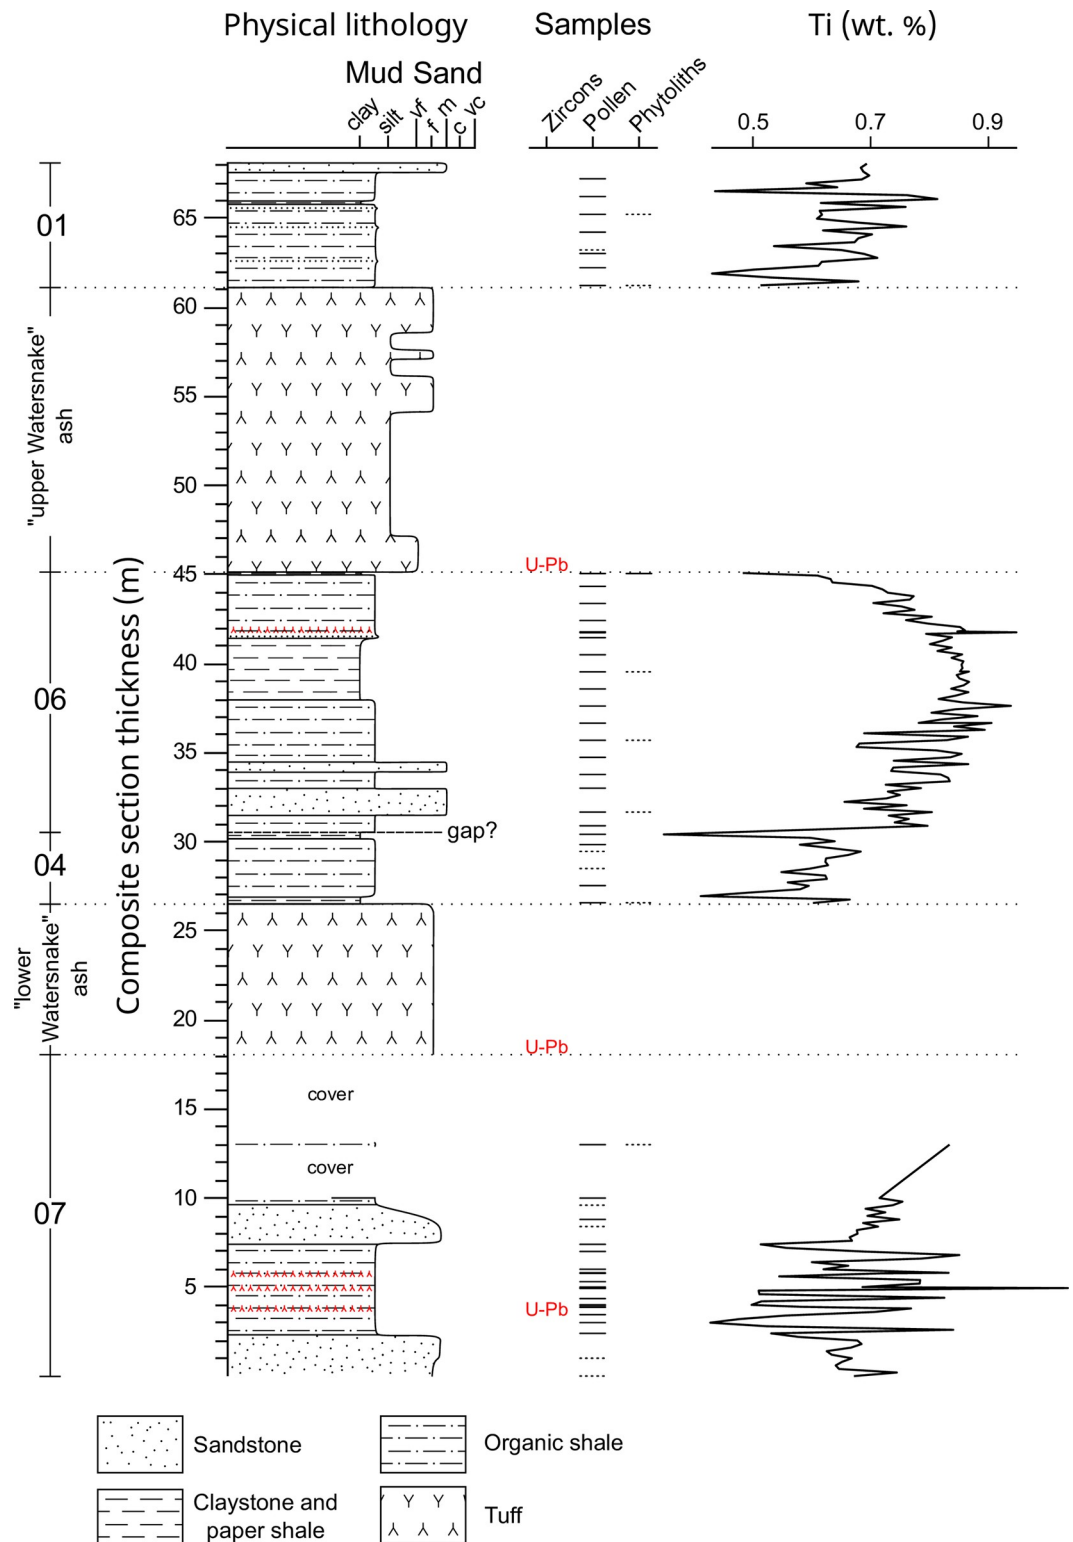 Physical lithology
Samples
Ti (wt. %)
Mud Sand
clay
silt
vf
f
m
c
vc
Zircons
Pollen
Phytoliths
0.5
0.7
0.9
01
65
60
"upper Watersnake"
ash
55
50
U-Pb
45
Composite section thickness (m)
40
06
35
gap?
30
04
25
"lower
Watersnake"
ash
20
U-Pb
cover
15
cover
10
07
5
U-Pb
Sandstone
Organic shale
Claystone and
paper shale
Tuff